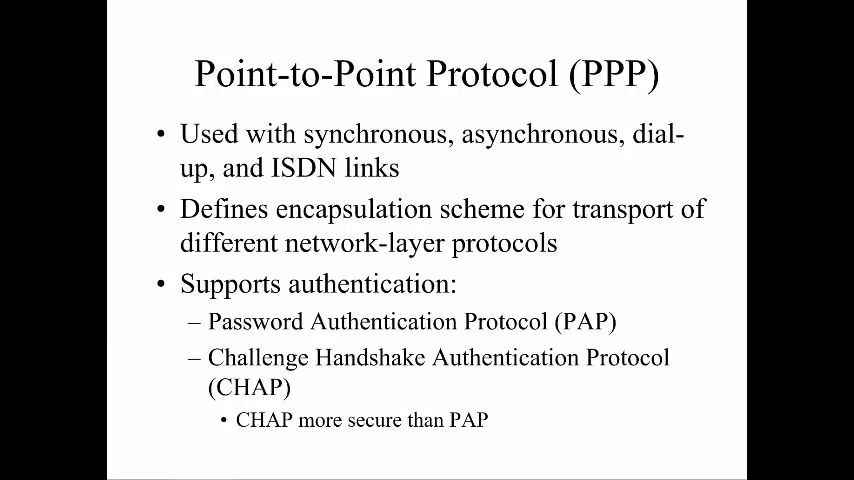 Point-to-Point Protocol (PPP)
• Used with synchronous, asynchronous, dial-
up, and ISDN links
• Defines encapsulation scheme for transport of
different network-layer protocols
• Supports authentication:
– Password Authentication Protocol (PAP)
– Challenge Handshake Authentication Protocol
(CHAP)
• CHAP more secure than PAP